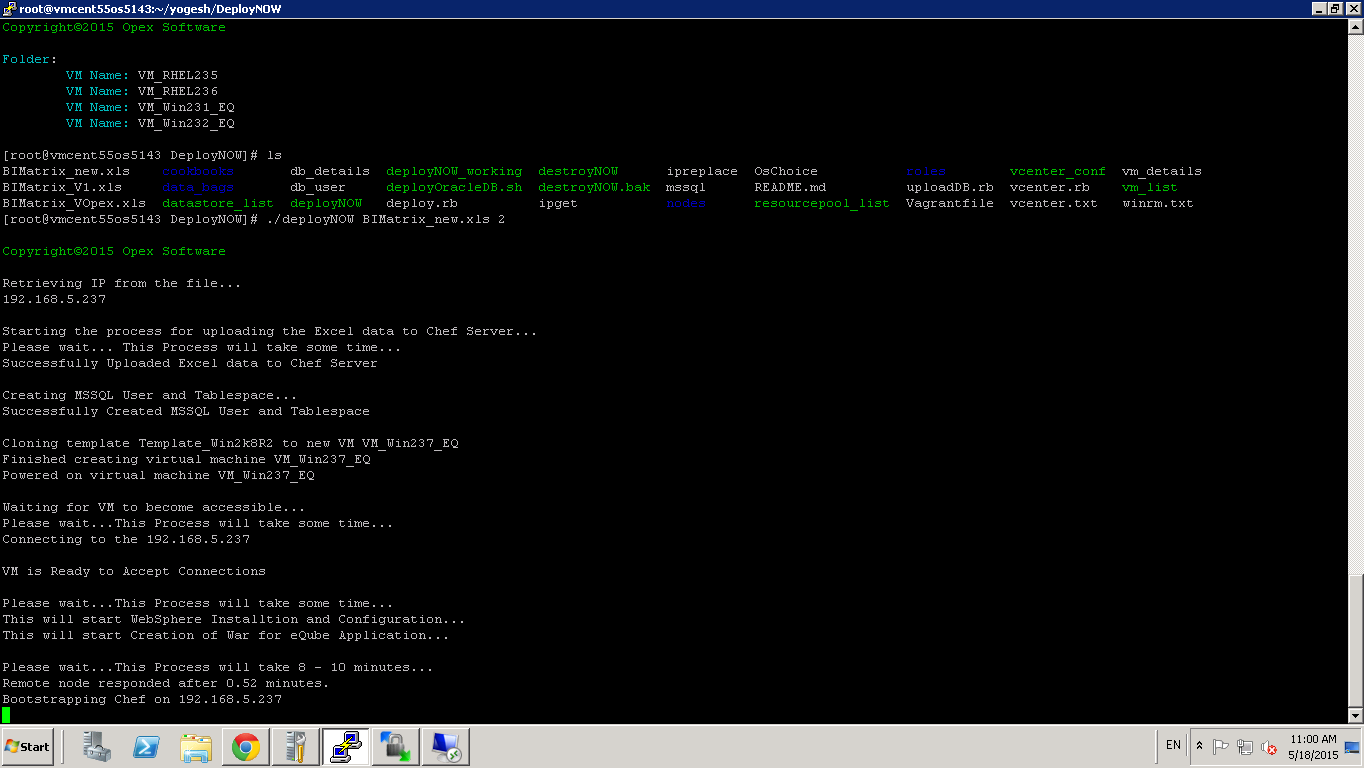 root@vmcent55os5143:~/yogesh/DeployNOW
Copyright©2015 Opex Software
Folder:
VM Name: VM_RHEL235
VM Name: VM_RHEL236
VM Name: VM_Win231_EQ
VM Name: VM_Win232_EQ
[root@vmcent55os5143 DeployNOW]# ls
BIMatrix_new.xls cookbooks db_details deployNOW_working destroyNOW ipreplace OsChoice roles vcenter_conf vm_details
BIMatrix_V1.xls data_bags db_user deployOracleDB.sh destroyNOW.bak mssql README.md uploadDB.rb vcenter.rb vm_list
BIMatrix_VOpex.xls datastore_list deployNOW deploy.rb ipget nodes resourcepool_list Vagrantfile vcenter.txt winrm.txt
[root@vmcent55os5143 DeployNOW]# ./deployNOW BIMatrix_new.xls 2
Copyright©2015 Opex Software
Retrieving IP from the file...
192.168.5.237
Starting the process for uploading the Excel data to Chef Server...
Please wait... This Process will take some time...
Successfully Uploaded Excel data to Chef Server
Creating MSSQL User and Tablespace...
Successfully Created MSSQL User and Tablespace
Cloning template Template_Win2k8R2 to new VM VM_Win237_EQ
Finished creating virtual machine VM_Win237_EQ
Powered on virtual machine VM_Win237_EQ
Waiting for VM to become accessible...
Please wait...This Process will take some time...
Connecting to the 192.168.5.237
VM is Ready to Accept Connections
Please wait...This Process will take some time...
This will start WebSphere Installtion and Configuration...
This will start Creation of War for eQube Application...
Please wait...This Process will take 8 - 10 minutes...
Remote node responded after 0.52 minutes.
Bootstrapping Chef on 192.168.5.237
Start
EN
11:00 AM
5/18/2015